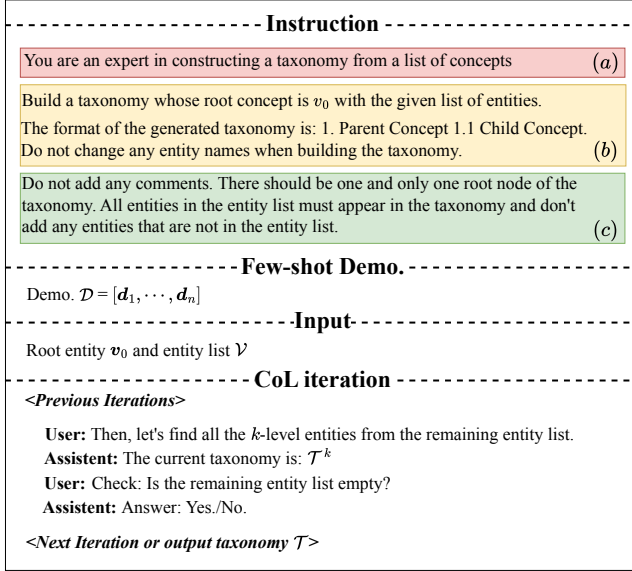 Instruction
You are an expert in constructing a taxonomy from a list of concepts
(a)
Build a taxonomy whose root concept is v₀ with the given list of entities.
The format of the generated taxonomy is: 1. Parent Concept 1.1 Child Concept.
Do not change any entity names when building the taxonomy.
(b)
Do not add any comments. There should be one and only one root node of the
taxonomy. All entities in the entity list must appear in the taxonomy and don't
add any entities that are not in the entity list.
(c)
Few-shot Demo.
Demo. 𝒟 = [d₁, ⋯, dₙ]
Input
Root entity v₀ and entity list 𝒱
CoL iteration
<Previous Iterations>
User: Then, let's find all the k-level entities from the remaining entity list.
Assistent: The current taxonomy is: 𝒯ᵏ
User: Check: Is the remaining entity list empty?
Assistent: Answer: Yes./No.
<Next Iteration or output taxonomy 𝒯>